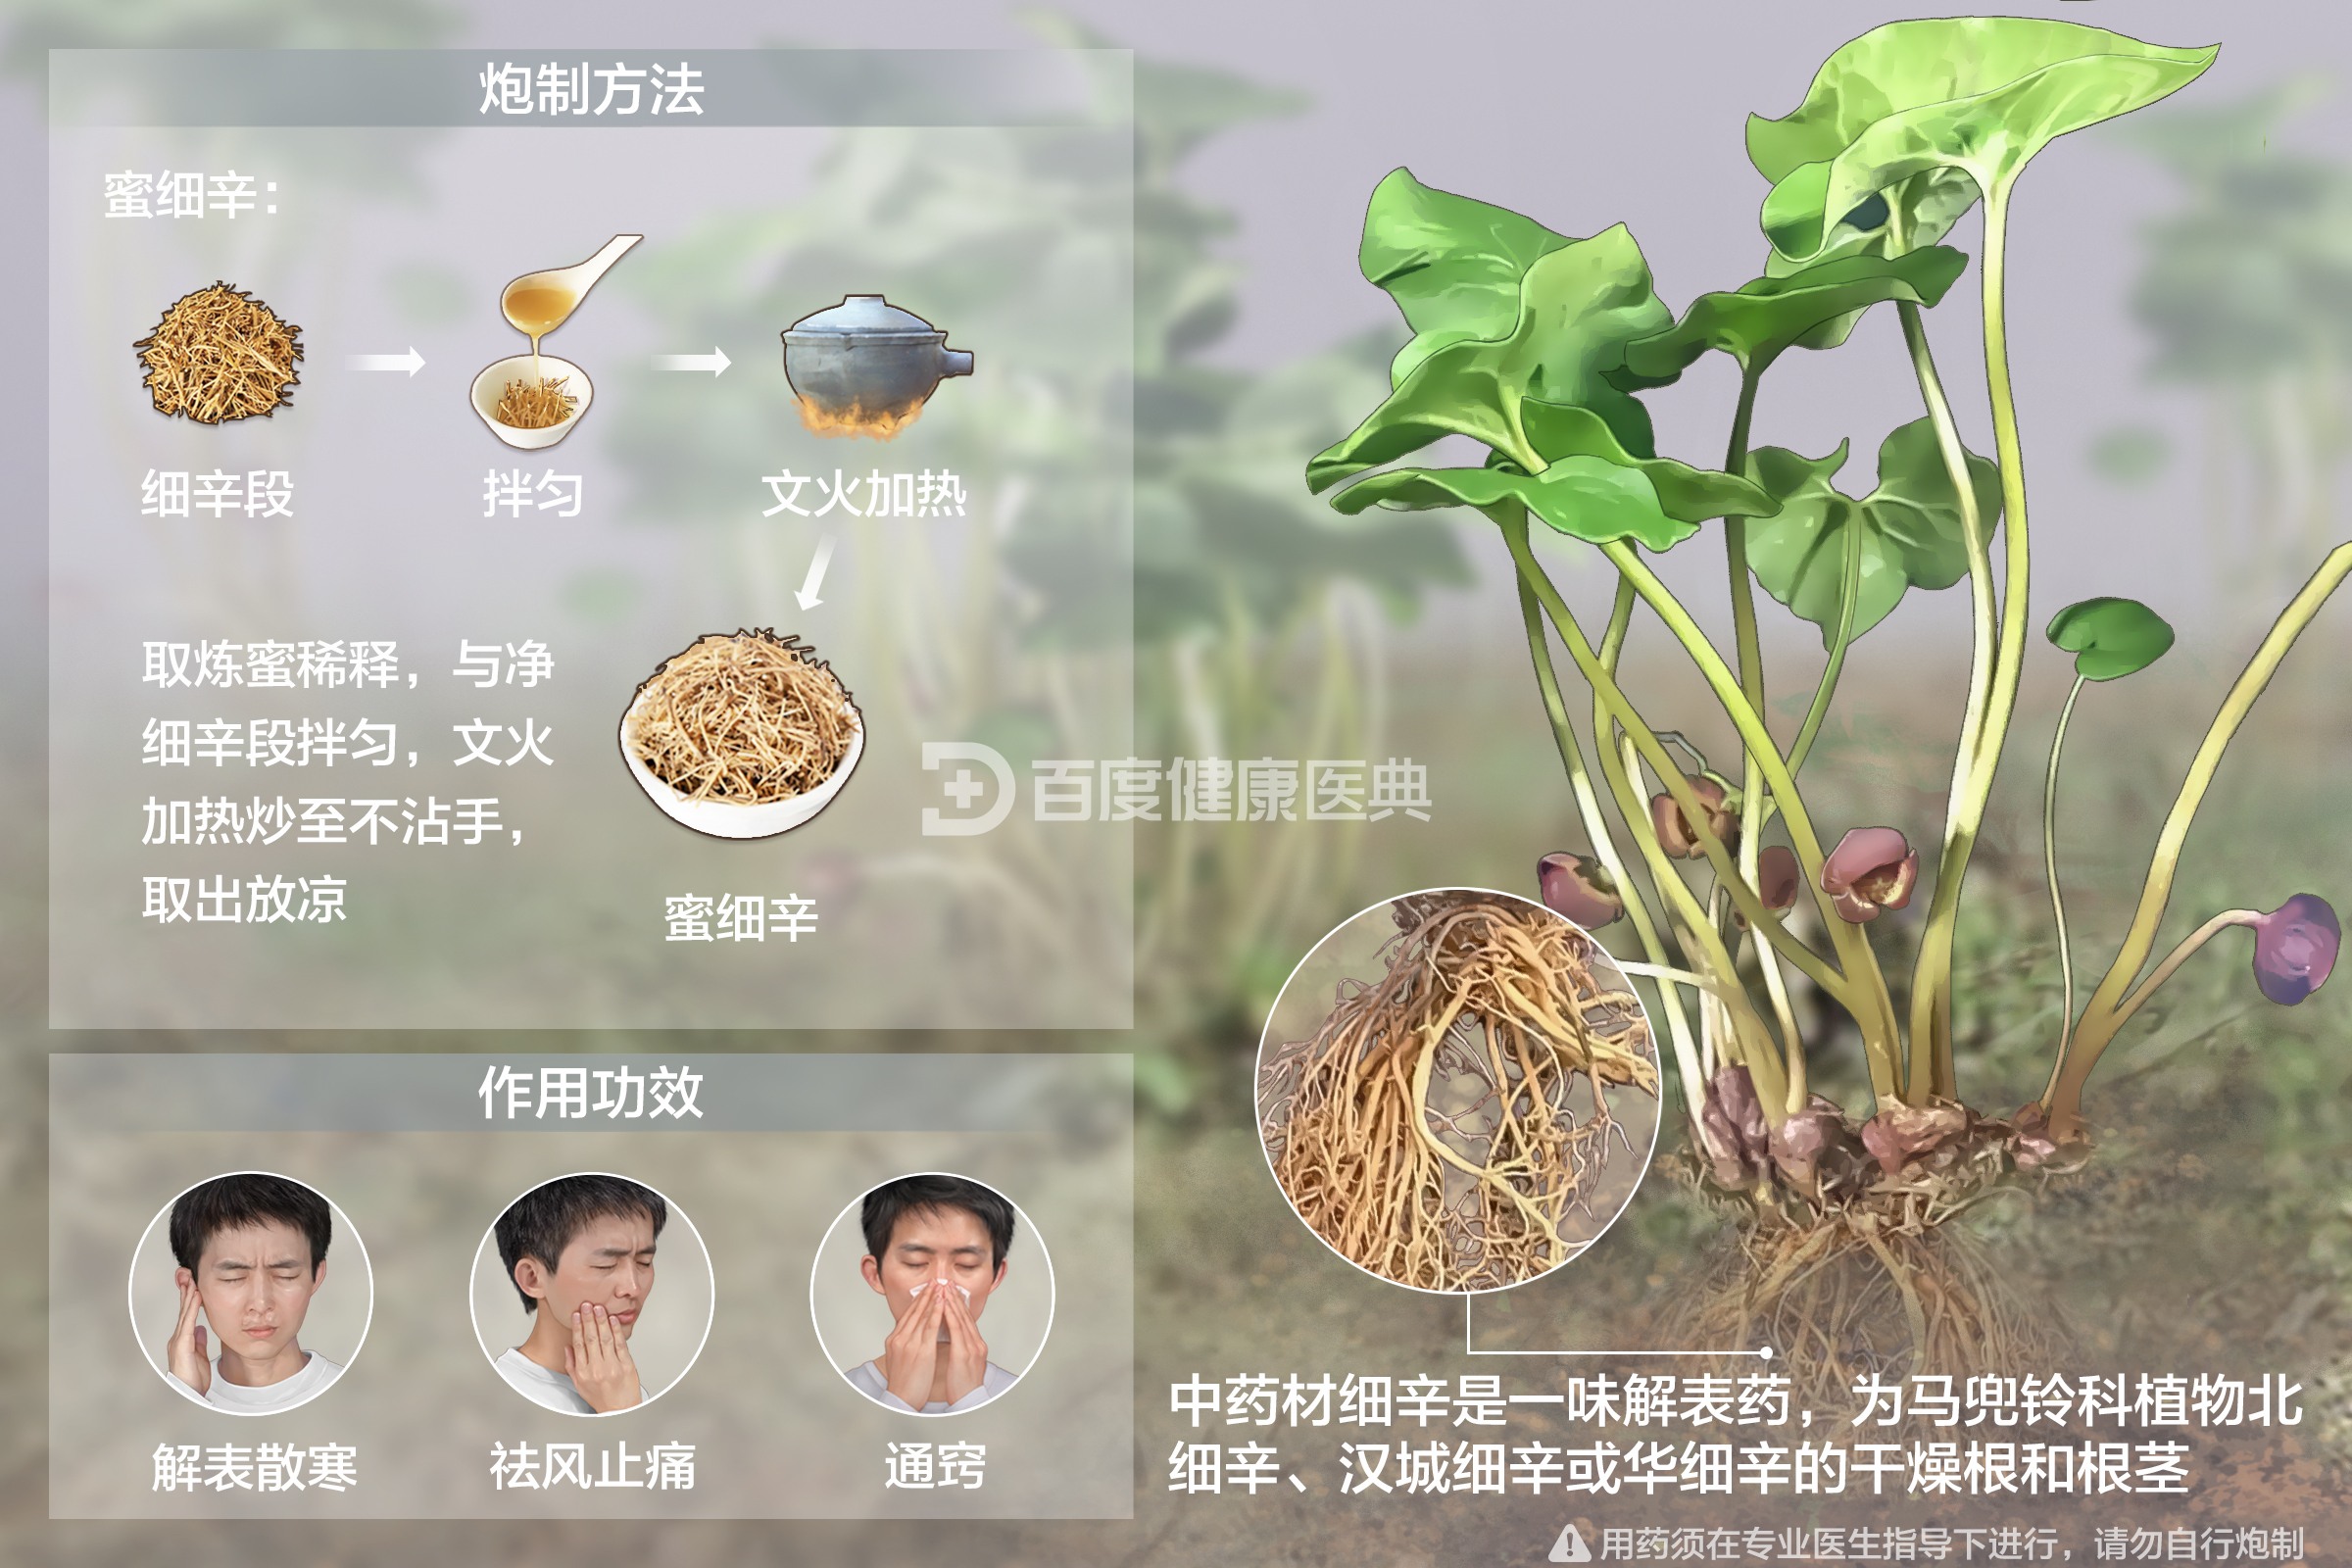 炮制方法
蜜细辛：
细辛段
拌匀
文火加热
取炼蜜稀释，与净
细辛段拌匀，文火
加热炒至不沾手，
取出放凉
蜜细辛
百度健康医典
作用功效
解表散寒
祛风止痛
通窍
中药材细辛是一味解表药，为马兜铃科植物北
细辛、汉城细辛或华细辛的干燥根和根茎
用药须在专业医生指导下进行，请勿自行炮制